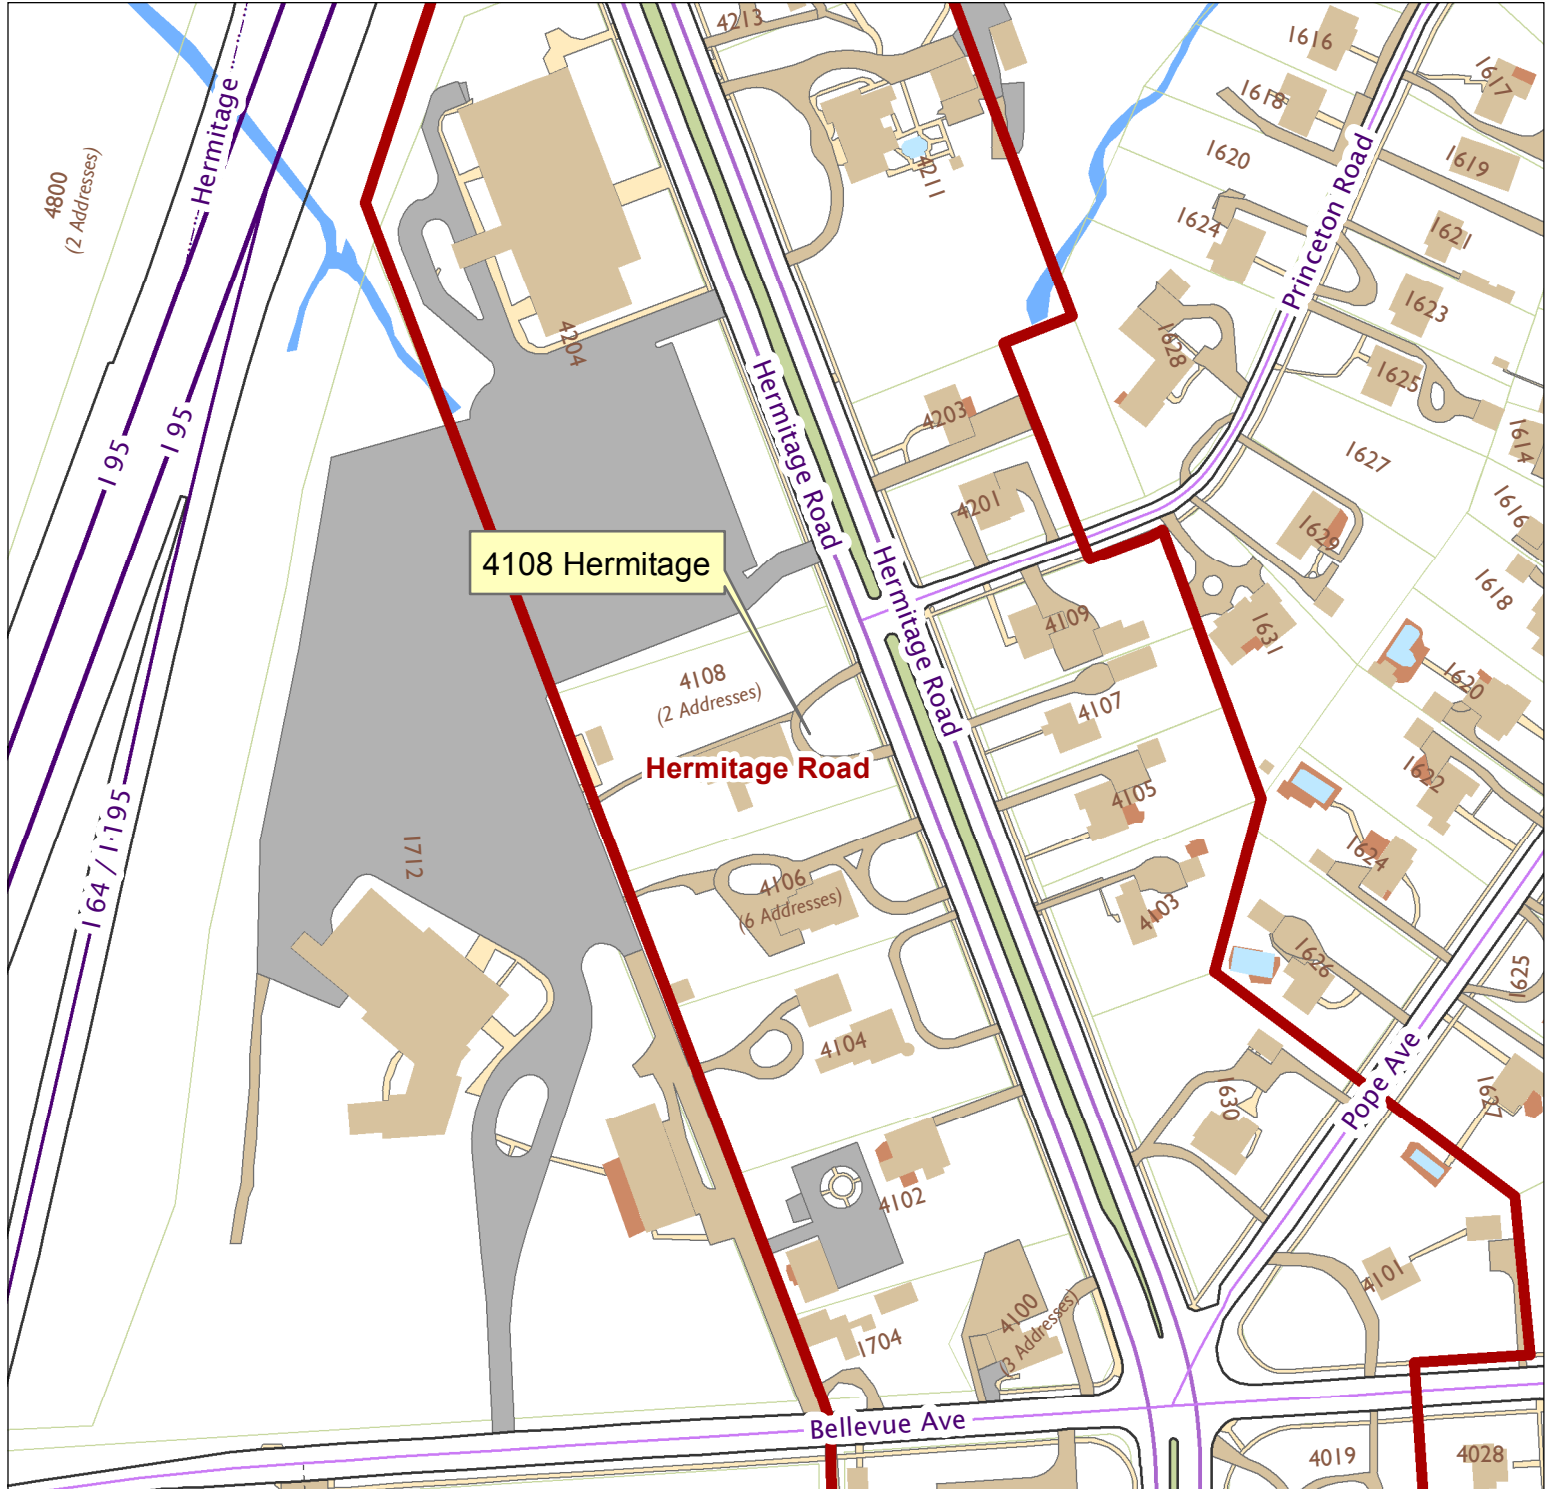 4213
1616
1617
1618
Hermitage
4800
(2 Addresses)
4211
1620
1619
Princeton Road
1624
1621
1623
4204
1628
1625
Hermitage Road
4203
1614
1627
I 95
I 95
4201
1616
1629
4108 Hermitage
Hermitage Road
1618
4109
1631
4108
(2 Addresses)
1620
4107
Hermitage Road
1622
4105
I 64 / I 195
1712
1624
4106
(6 Addresses)
4103
1626
1625
4104
Pope Ave
1630
1627
4102
4101
4100
(3 Addresses)
1704
Bellevue Ave
4019
4028